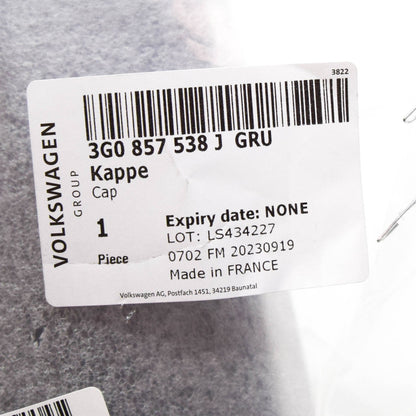 3822
3G0 857 538 J GRU
Kappe
Cap
VOLKSWAGEN
GROUP
1
Piece
Expiry date: NONE
LOT: LS434227
0702 FM 20230919
Made in FRANCE
Volkswagen AG, Postfach 1451, 34219 Baunatal